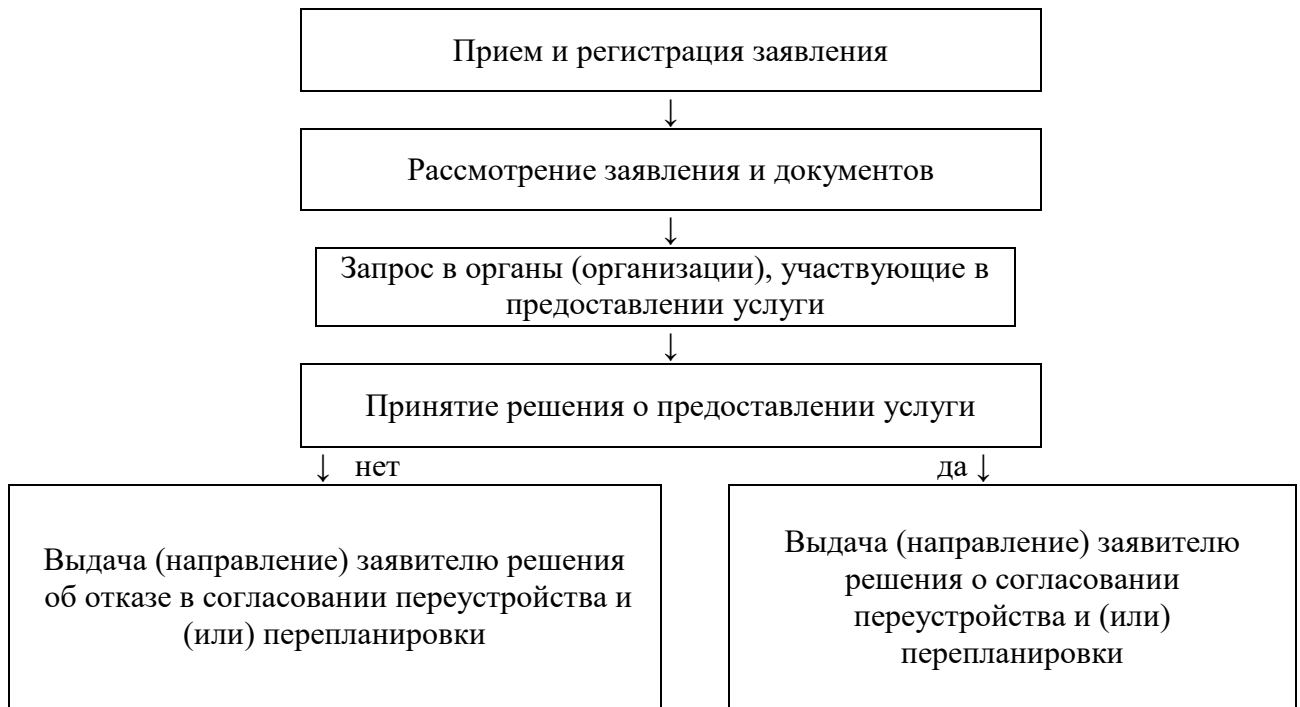 Прием и регистрация заявления
↓
Рассмотрение заявления и документов
↓
Запрос в органы (организации), участвующие в
предоставлении услуги
↓
Принятие решения о предоставлении услуги
↓ нет
да ↓
Выдача (направление) заявителю решения
об отказе в согласовании переустройства и
(или) перепланировки
Выдача (направление) заявителю
решения о согласовании
переустройства и (или)
перепланировки